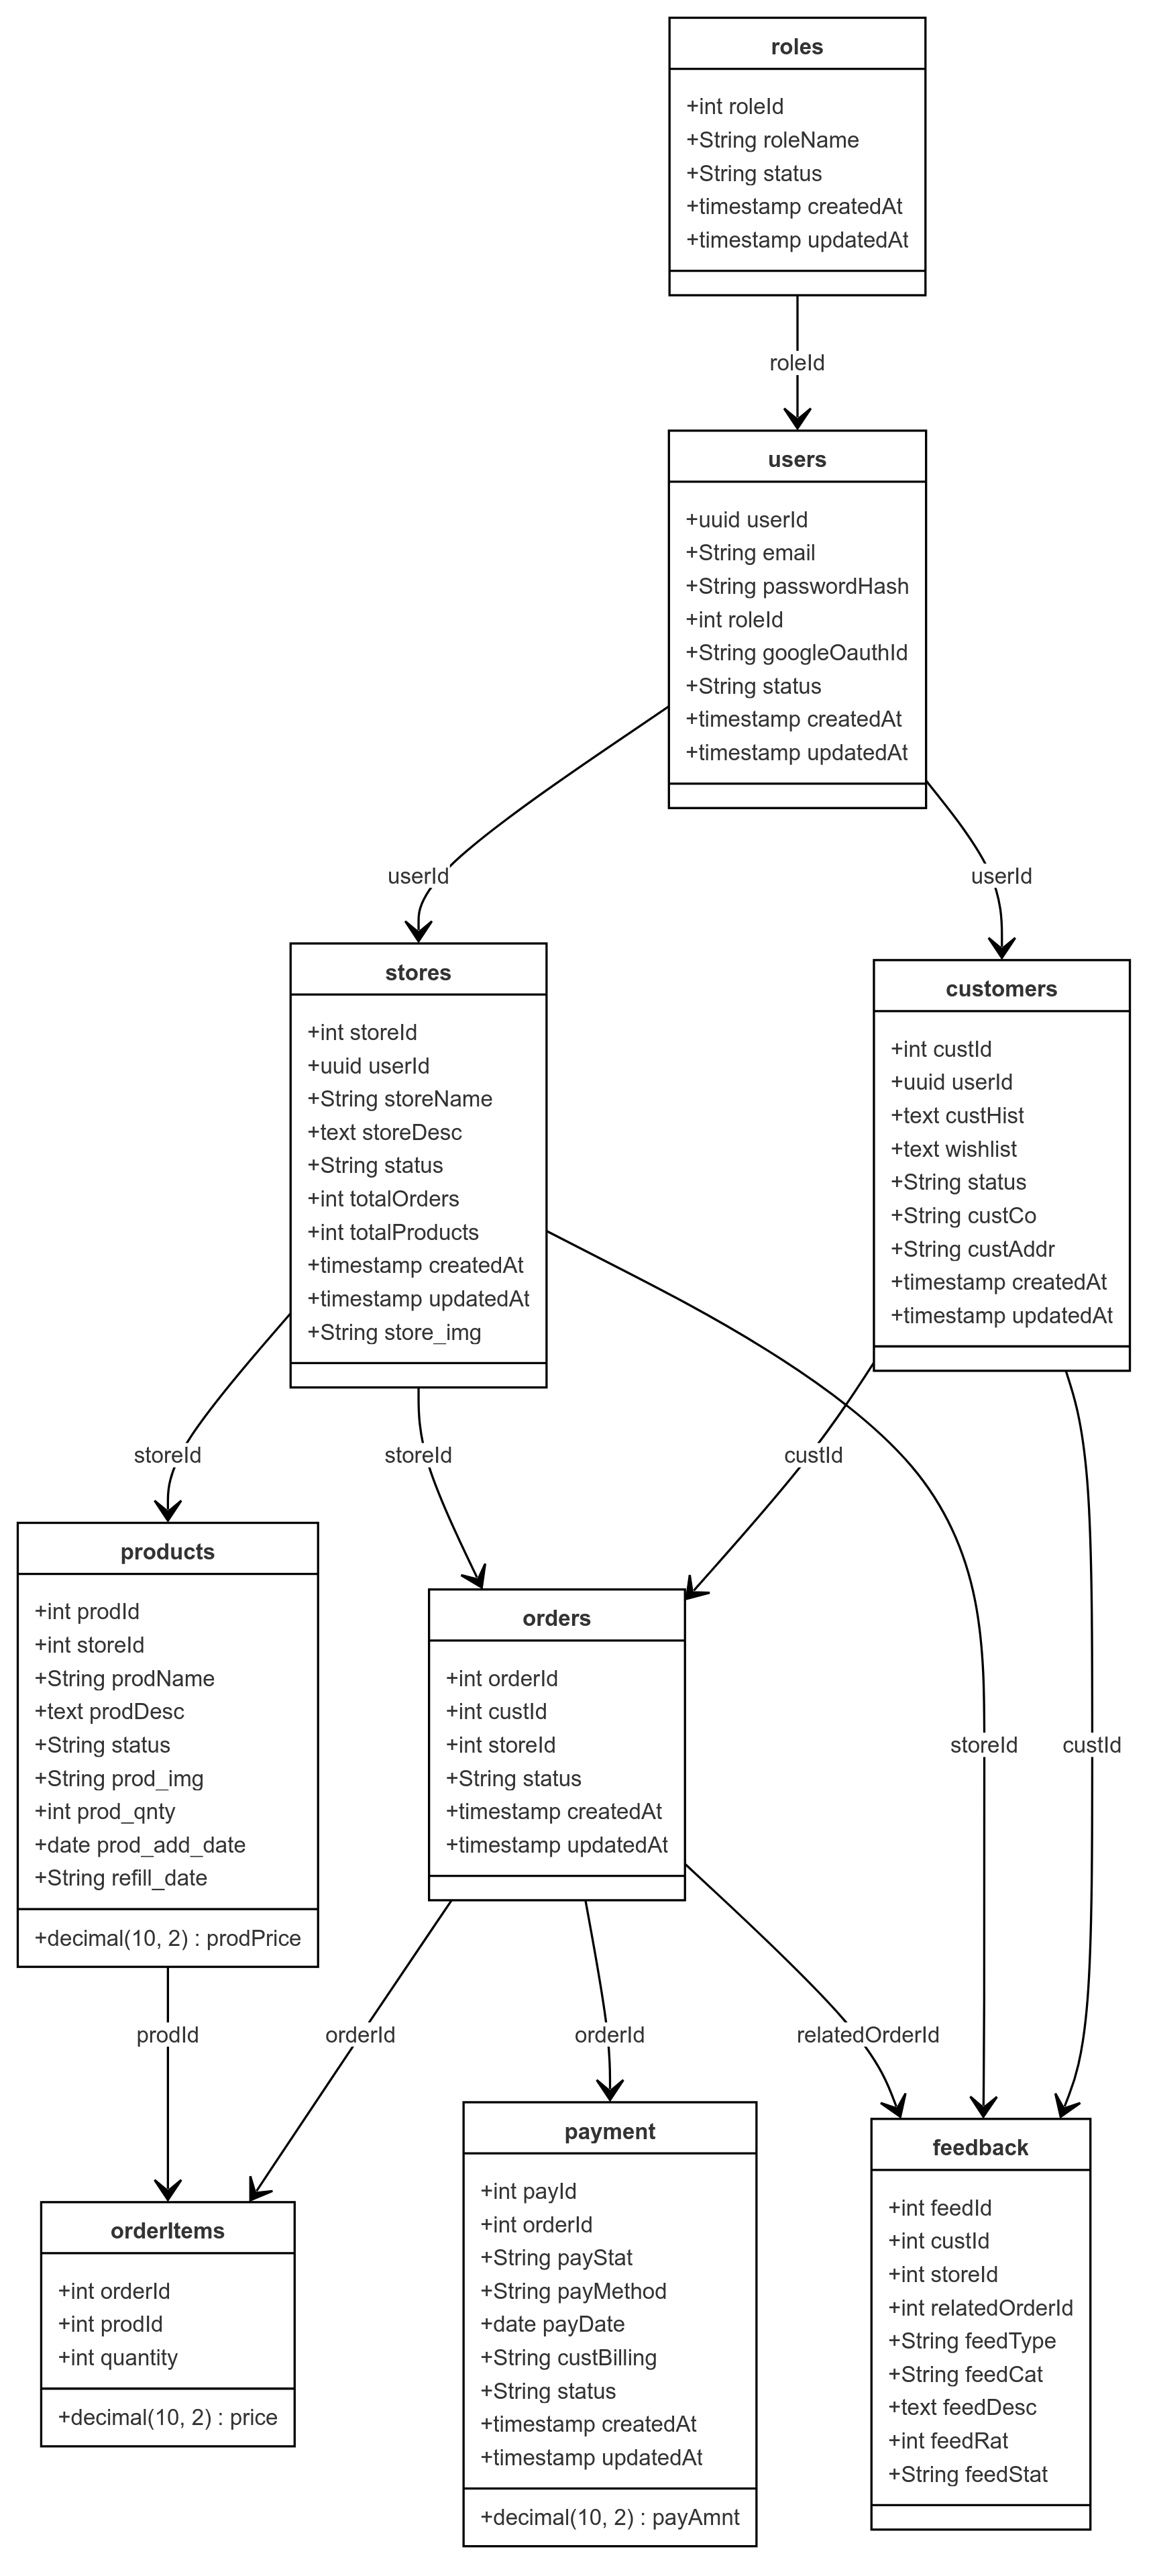 roles
+int roleId
+String roleName
+String status
+timestamp createdAt
+timestamp updatedAt
roleId
users
+uuid userId
+String email
+String passwordHash
+int roleId
+String googleOauthId
+String status
+timestamp createdAt
+timestamp updatedAt
userId
userId
stores
+int storeId
+uuid userId
+String storeName
+text storeDesc
+String status
+int totalOrders
+int totalProducts
+timestamp createdAt
+timestamp updatedAt
+String store_img
customers
+int custId
+uuid userId
+text custHist
+text wishlist
+String status
+String custCo
+String custAddr
+timestamp createdAt
+timestamp updatedAt
storeId
storeId
custId
products
+int prodId
+int storeId
+String prodName
+text prodDesc
+String status
+String prod_img
+int prod_qnty
+date prod_add_date
+String refill_date
+decimal(10, 2) : prodPrice
orders
+int orderId
+int custId
+int storeId
+String status
+timestamp createdAt
+timestamp updatedAt
storeId
custId
prodId
orderId
orderId
relatedOrderId
orderItems
+int orderId
+int prodId
+int quantity
+decimal(10, 2) : price
payment
+int payId
+int orderId
+String payStat
+String payMethod
+date payDate
+String custBilling
+String status
+timestamp createdAt
+timestamp updatedAt
+decimal(10, 2) : payAmnt
feedback
+int feedId
+int custId
+int storeId
+int relatedOrderId
+String feedType
+String feedCat
+text feedDesc
+int feedRat
+String feedStat